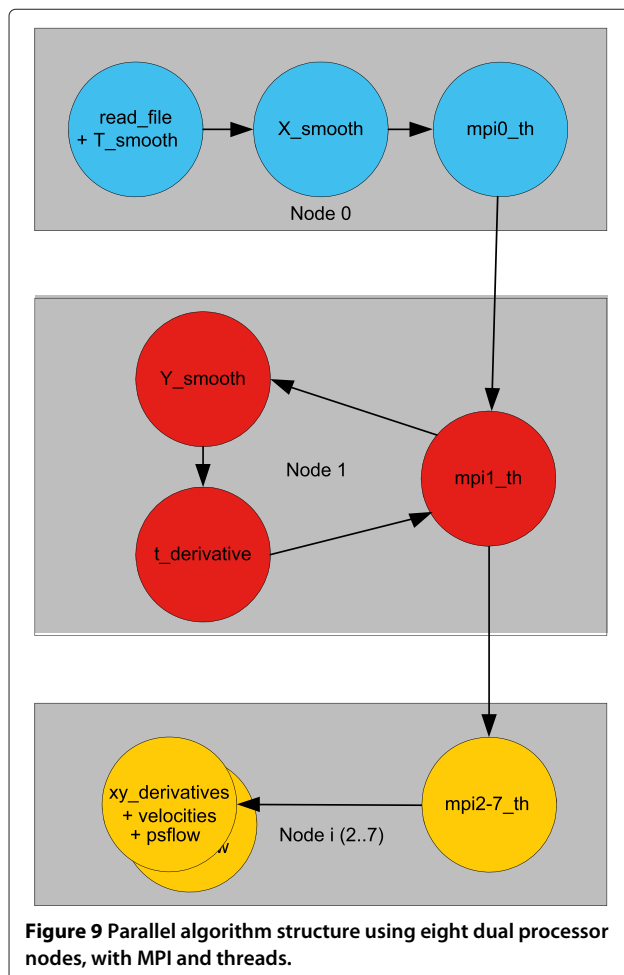 read_file
+ T_smooth
X_smooth
mpi0_th
Node 0
Y_smooth
Node 1
mpi1_th
t_derivative
xy_derivatives
+ velocities
+ psflow
w
Node i (2..7)
mpi2-7_th
Figure 9 Parallel algorithm structure using eight dual processor
nodes, with MPI and threads.